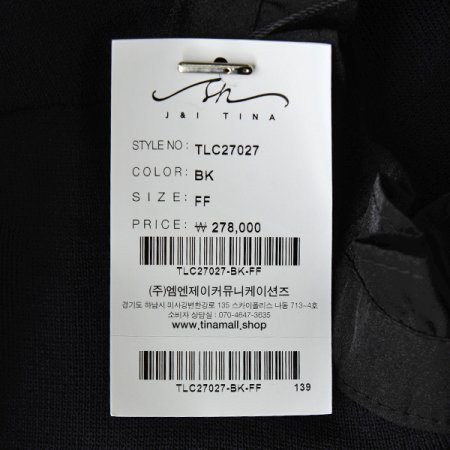 J & I TINA
STYLE NO: TLC27027
COLOR: BK
SIZE: FF
PRICE: ₩ 278,000
TLC27027-BK-FF
(주)엠엔제이커뮤니케이션즈
경기도 하남시 미사강변한강로 135 스카이폴리스 나동 713~4호
소비자 상담실 : 070-4647-3635
www.tinamall.shop
TLC27027-BK-FF 139